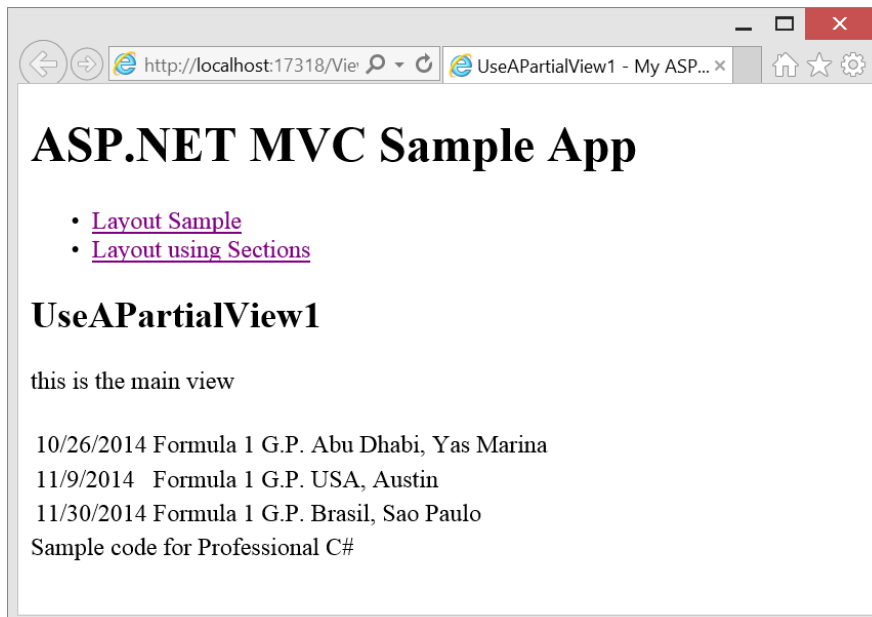 http://localhost:17318/Vie
UseAPartialView1 - My ASP...
ASP.NET MVC Sample App
• Layout Sample
• Layout using Sections
UseAPartialView1
this is the main view
10/26/2014 Formula 1 G.P. Abu Dhabi, Yas Marina
11/9/2014 Formula 1 G.P. USA, Austin
11/30/2014 Formula 1 G.P. Brasil, Sao Paulo
Sample code for Professional C#